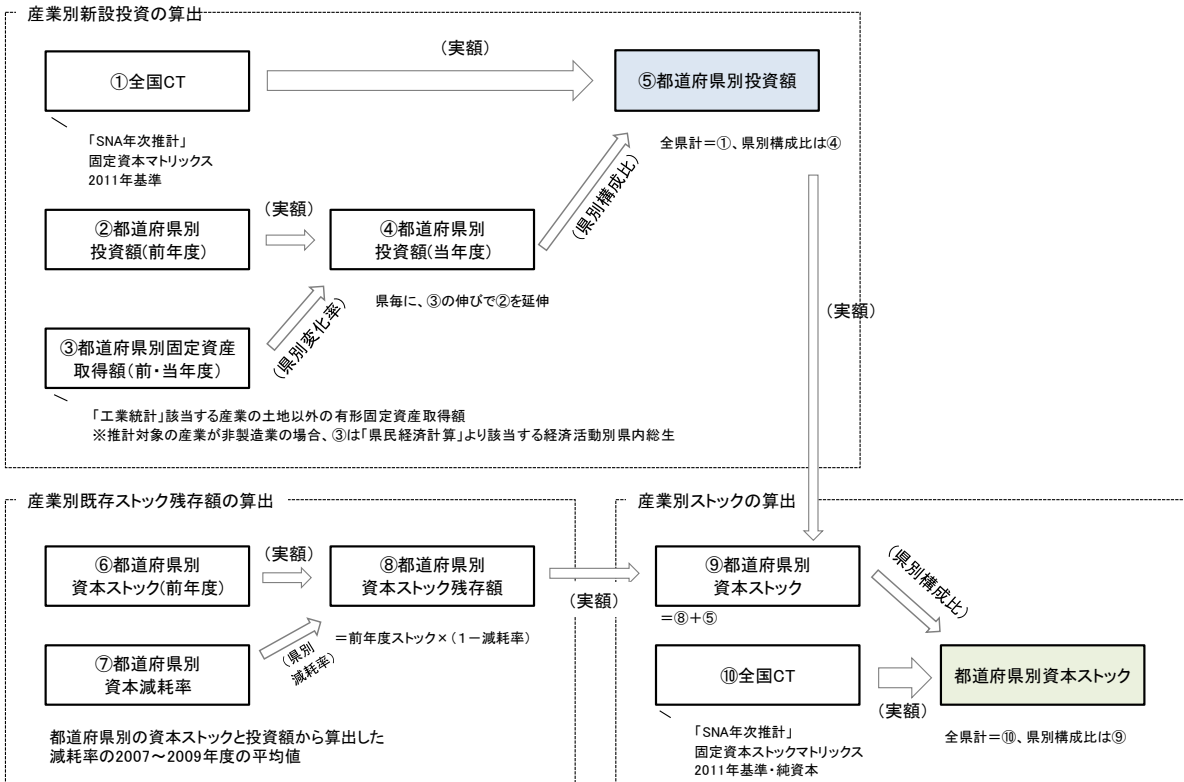 産業別新設投資の算出
(実額)
①全国CT
⑤都道府県別投資額
「SNA年次推計」
固定資本マトリックス
2011年基準
全県計＝①、県別構成比は④
(県別構成比)
(実額)
②都道府県別
投資額(前年度)
④都道府県別
投資額(当年度)
県毎に、③の伸びで②を延伸
(実額)
(県別変化率)
③都道府県別固定資産
取得額(前・当年度)
「工業統計」該当する産業の土地以外の有形固定資産取得額
※推計対象の産業が非製造業の場合、③は「県民経済計算」より該当する経済活動別県内総生
産業別既存ストック残存額の算出
⑥都道府県別
資本ストック(前年度)
(実額)
⑧都道府県別
資本ストック残存額
(実額)
＝前年度ストック×(1－減耗率)
(県別
減耗率)
⑦都道府県別
資本減耗率
都道府県別の資本ストックと投資額から算出した
減耗率の2007～2009年度の平均値
産業別ストックの算出
⑨都道府県別
資本ストック
＝⑧＋⑤
(県別構成比)
⑩全国CT
(実額)
都道府県別資本ストック
「SNA年次推計」
固定資本ストックマトリックス
2011年基準・純資本
全県計＝⑩、県別構成比は⑨